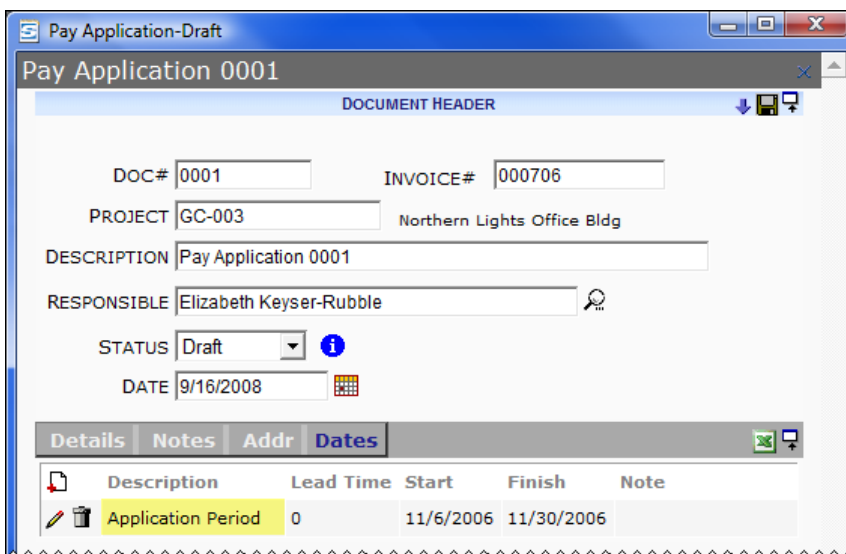 Pay Application-Draft
Pay Application 0001
DOCUMENT HEADER
DOC# 0001 INVOICE# 000706
PROJECT GC-003 Northern Lights Office Bldg
DESCRIPTION Pay Application 0001
RESPONSIBLE Elizabeth Keyser-Rubble
STATUS Draft
DATE 9/16/2008
Details Notes Addr Dates
Description Lead Time Start Finish Note
Application Period 0 11/6/2006 11/30/2006